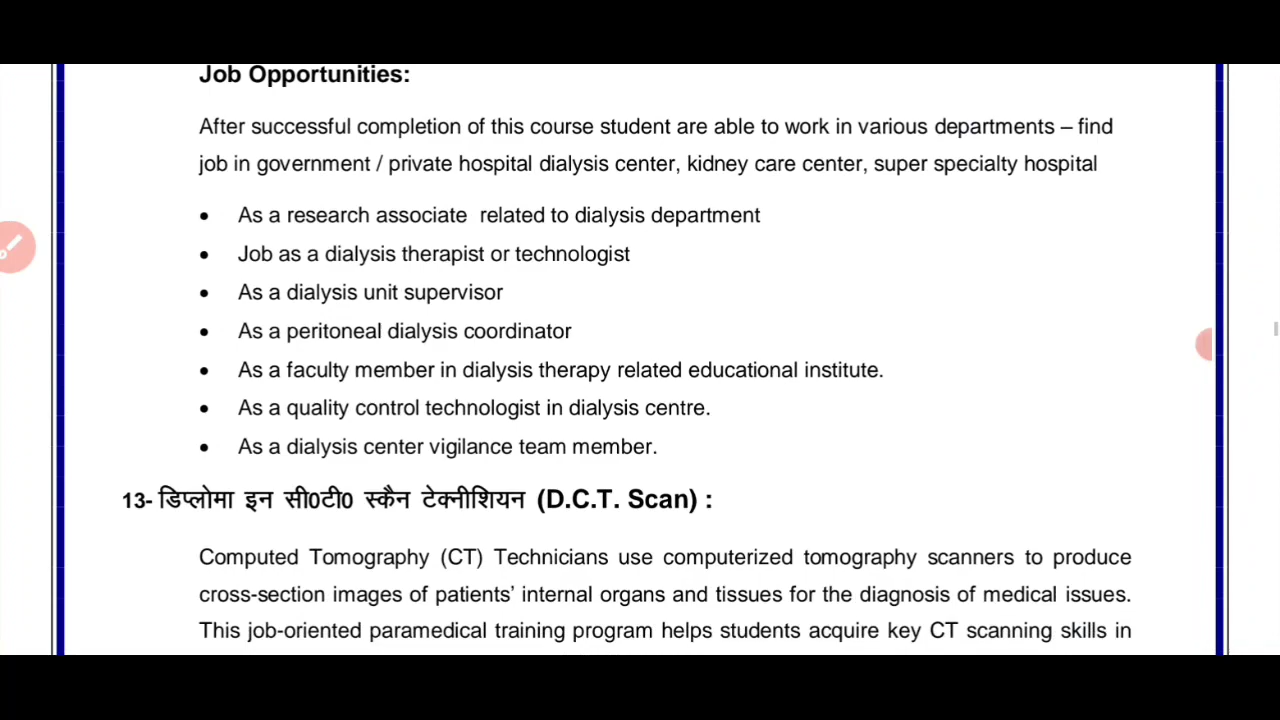 Job Opportunities:
After successful completion of this course student are able to work in various departments – find
job in government / private hospital dialysis center, kidney care center, super specialty hospital
• As a research associate  related to dialysis department
• Job as a dialysis therapist or technologist
• As a dialysis unit supervisor
• As a peritoneal dialysis coordinator
• As a faculty member in dialysis therapy related educational institute.
• As a quality control technologist in dialysis centre.
• As a dialysis center vigilance team member.
13- डिप्लोमा इन सी0टी0 स्कैन टेक्नीशियन (D.C.T. Scan) :
Computed Tomography (CT) Technicians use computerized tomography scanners to produce
cross-section images of patients’ internal organs and tissues for the diagnosis of medical issues.
This job-oriented paramedical training program helps students acquire key CT scanning skills in